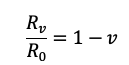 R_v / R_0 = 1 − v